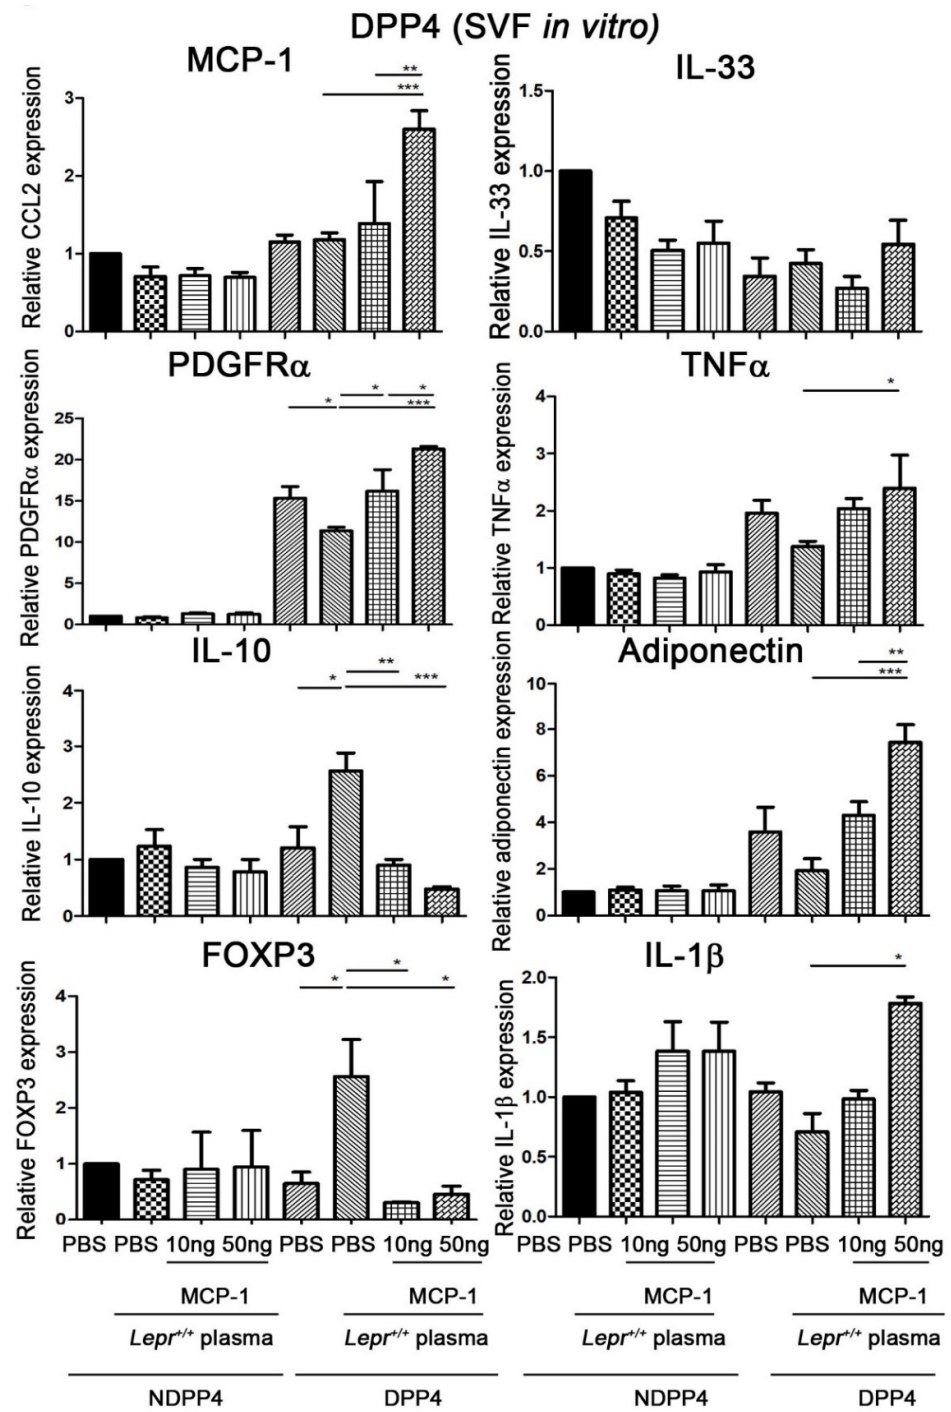 DPP4 (SVF in vitro)
MCP-1
** 
***
Relative CCL2 expression
3
2
1
0
IL-33
Relative IL-33 expression
1.5
1.0
0.5
0.0
PDGFRα
* *
* ***
Relative PDGFRα expression
25
20
15
10
5
0
TNFα
*
Relative TNFα expression
4
3
2
1
0
IL-10
**
* ***
Relative IL-10 expression
4
3
2
1
0
Adiponectin
**
***
Relative adiponectin expression
10
8
6
4
2
0
FOXP3
*
* *
Relative FOXP3 expression
4
3
2
1
0
IL-1β
*
Relative IL-1β expression
2.0
1.5
1.0
0.5
0.0
PBS PBS 10ng 50ng PBS PBS 10ng 50ng
MCP-1 MCP-1
Lepr+/+ plasma Lepr+/+ plasma
NDPP4 DPP4
PBS PBS 10ng 50ng PBS PBS 10ng 50ng
MCP-1 MCP-1
Lepr+/+ plasma Lepr+/+ plasma
NDPP4 DPP4